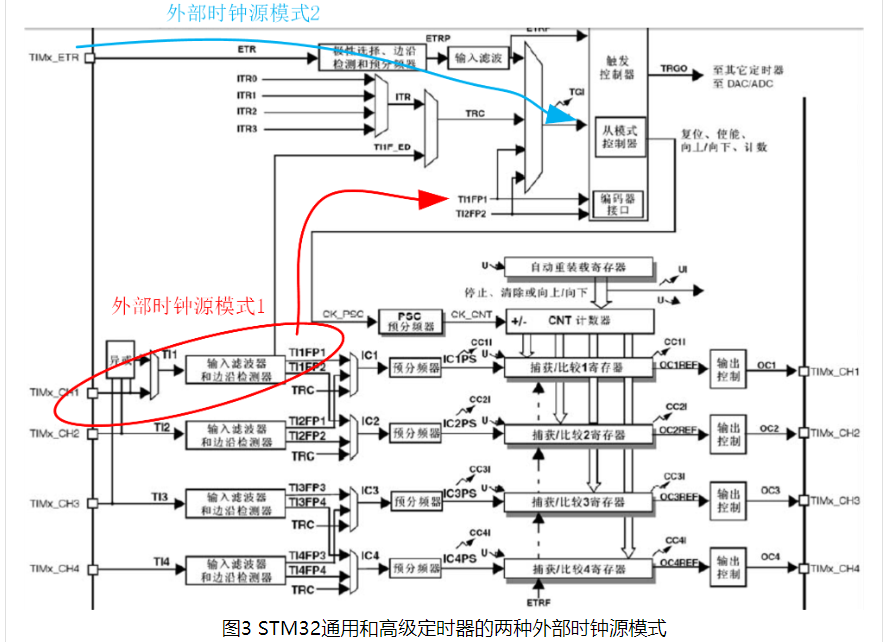 外部时钟源模式2
TIMx_ETR
ETR
极性选择、边沿
检测和预分频器
ETRP
输入滤波
ETRF
触发
控制器
TRGO
至其它定时器
至 DAC/ADC
ITR0
ITR1
ITR2
ITR3
ITR
TI1F_ED
TRC
TGI
从模式
控制器
复位、使能、
向上/向下、计数
TI1FP1
TI2FP2
编码器
接口
外部时钟源模式1
U
自动重装载寄存器
UI
停止、清除或向上/向下
U
CK_PSC
PSC
预分频器
CK_CNT
+/-
CNT 计数器
异或
TI1
TIMx_CH1
输入滤波器
和边沿检测器
TI1FP1
TI1FP2
TRC
IC1
预分频器
IC1PS
U
CC1I
捕获/比较1寄存器
CC1I
OC1REF
输出
控制
OC1
TIMx_CH1
TIMx_CH2
TI2
输入滤波器
和边沿检测器
TI2FP1
TI2FP2
TRC
IC2
预分频器
CC2I
IC2PS
U
捕获/比较2寄存器
CC2I
OC2REF
输出
控制
OC2
TIMx_CH2
TIMx_CH3
TI3
输入滤波器
和边沿检测器
TI3FP3
TI3FP4
TRC
IC3
预分频器
CC3I
IC3PS
U
捕获/比较3寄存器
CC3I
OC3REF
输出
控制
OC3
TIMx_CH3
TIMx_CH4
TI4
输入滤波器
和边沿检测器
TI4FP3
TI4FP4
TRC
IC4
预分频器
CC4I
IC4PS
U
捕获/比较4寄存器
CC4I
OC4REF
输出
控制
OC4
TIMx_CH4
ETRF
图3 STM32通用和高级定时器的两种外部时钟源模式